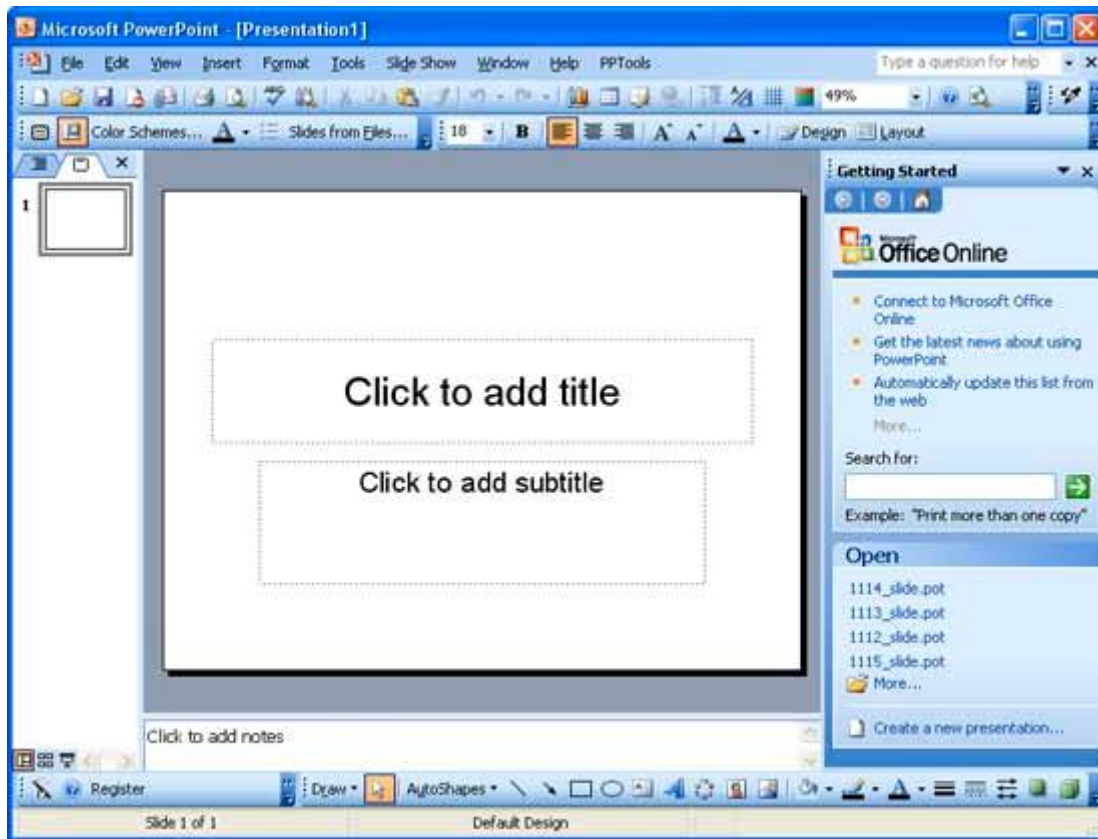 Microsoft PowerPoint - [Presentation1]
File Edit View Insert Format Tools Slide Show Window Help PPTools Type a question for help
49%
Color Schemes... A Slides from Files... 18 B A A A Design Layout
Getting Started
1
Microsoft
Office Online
Connect to Microsoft Office
Online
Get the latest news about using
PowerPoint
Automatically update this list from
the web
More...
Search for:
Example: "Print more than one copy"
Click to add title
Click to add subtitle
Open
1114_slide.pot
1113_slide.pot
1112_slide.pot
1115_slide.pot
More...
Create a new presentation...
Click to add notes
Register Draw AutoShapes A
Slide 1 of 1 Default Design